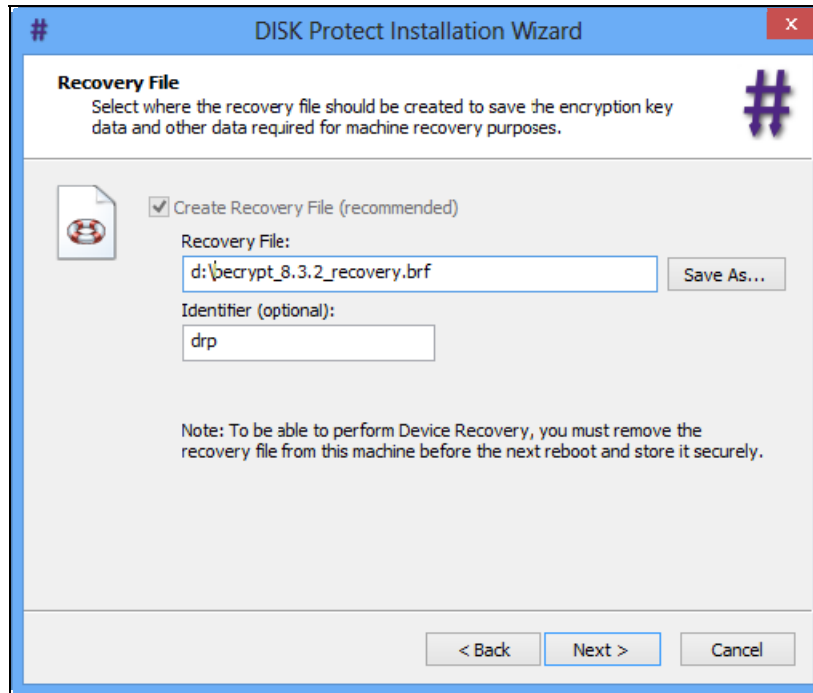 DISK Protect Installation Wizard
x
Recovery File
Select where the recovery file should be created to save the encryption key
data and other data required for machine recovery purposes.
Create Recovery File (recommended)
Recovery File:
d:\becrypt_8.3.2_recovery.brf
Save As...
Identifier (optional):
drp
Note: To be able to perform Device Recovery, you must remove the
recovery file from this machine before the next reboot and store it securely.
< Back
Next >
Cancel